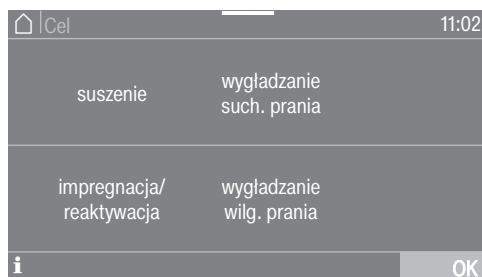 Cel
11:02
suszenie
wygładzanie
such. prania
impregnacja/
reaktywacja
wygładzanie
wilg. prania
i
OK